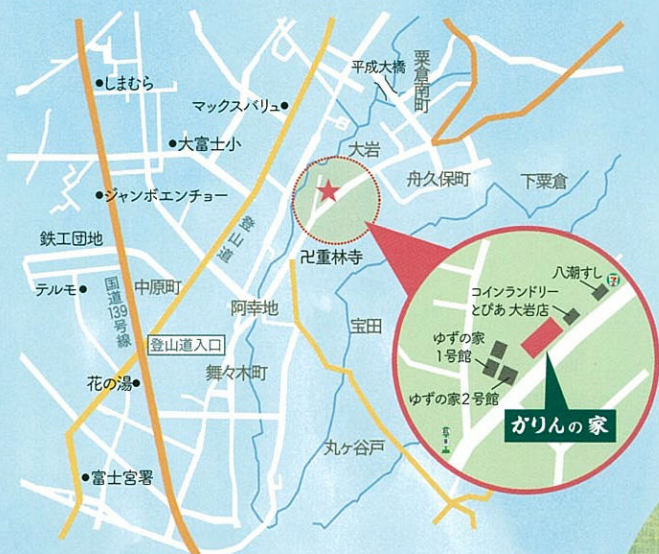 しまむら
マックスバリュ
平成大橋
粟倉南町
大富士小
大岩
舟久保町
下粟倉
ジャンボエンチョー
登山道
鉄工団地
卍重林寺
テルモ
国道139号線
中原町
阿幸地
宝田
登山道入口
舞々木町
花の湯
丸ヶ谷戸
富士宮署
八潮すし
7
コインランドリー
とぴあ 大岩店
ゆずの家
1号館
ゆずの家2号館
かりんの家